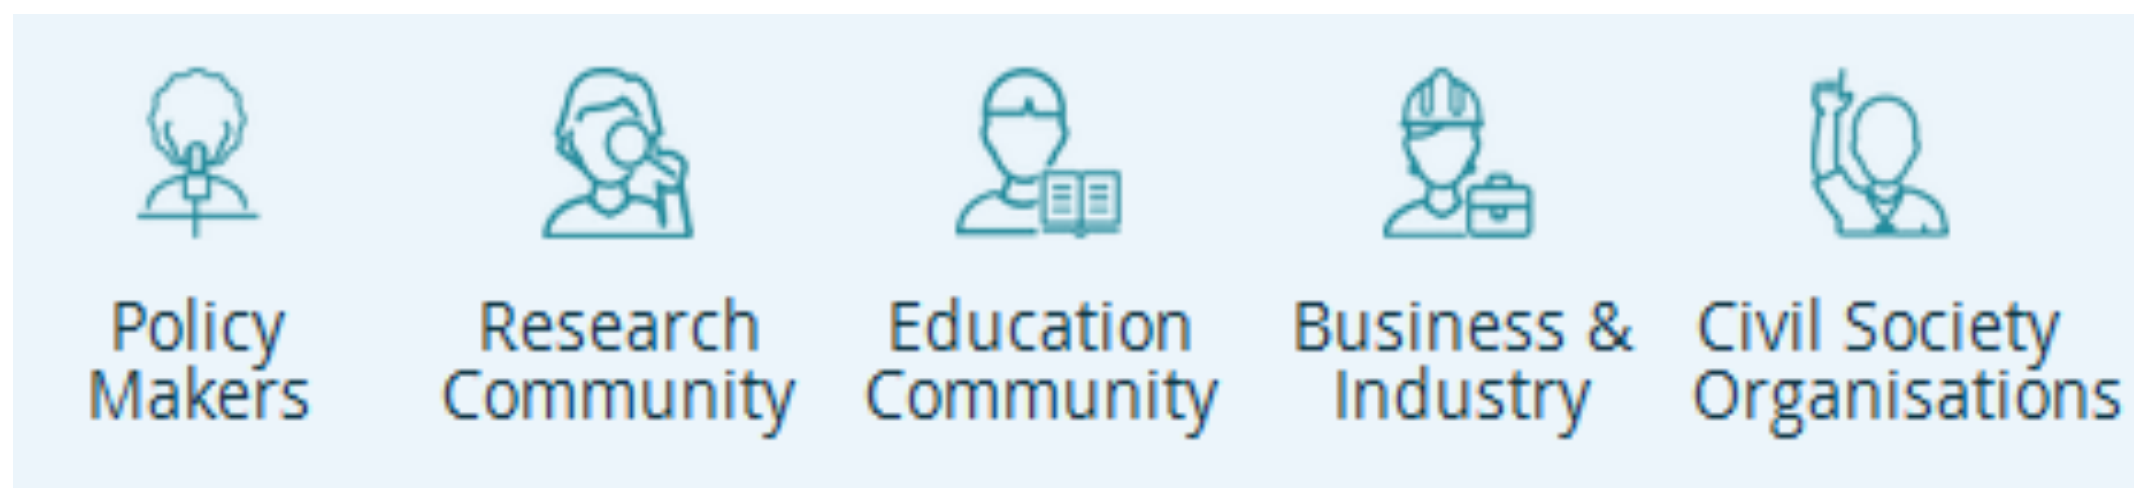 Policy
Makers
Research
Community
Education
Community
Business &
Industry
Civil Society
Organisations